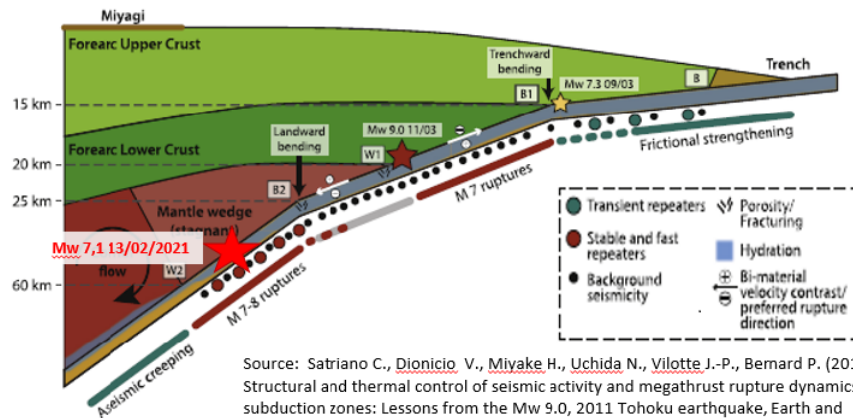 Miyagi
Forearc Upper Crust
Trenchward
bending
Trench
B
Mw 7.3 09/03
B1
15 km
Landward
bending
Mw 9.0 11/03
Forearc Lower Crust
W1
Frictional strengthening
20 km
M 7 ruptures
25 km
B2
Mantle wedge
(stagnant)
Mw 7,1 13/02/2021
flow
W2
60 km
M 7-8 ruptures
Aseismic creeping
Transient repeaters
Stable and fast
repeaters
Background
seismicity
Porosity/
Fracturing
Hydration
Bi-material
velocity contrast/
preferred rupture
direction
Source: Satriano C., Dionicio V., Miyake H., Uchida N., Vilotte J.-P., Bernard P. (201
Structural and thermal control of seismic activity and megathrust rupture dynamics
subduction zones: Lessons from the Mw 9.0, 2011 Tohoku earthquake, Earth and